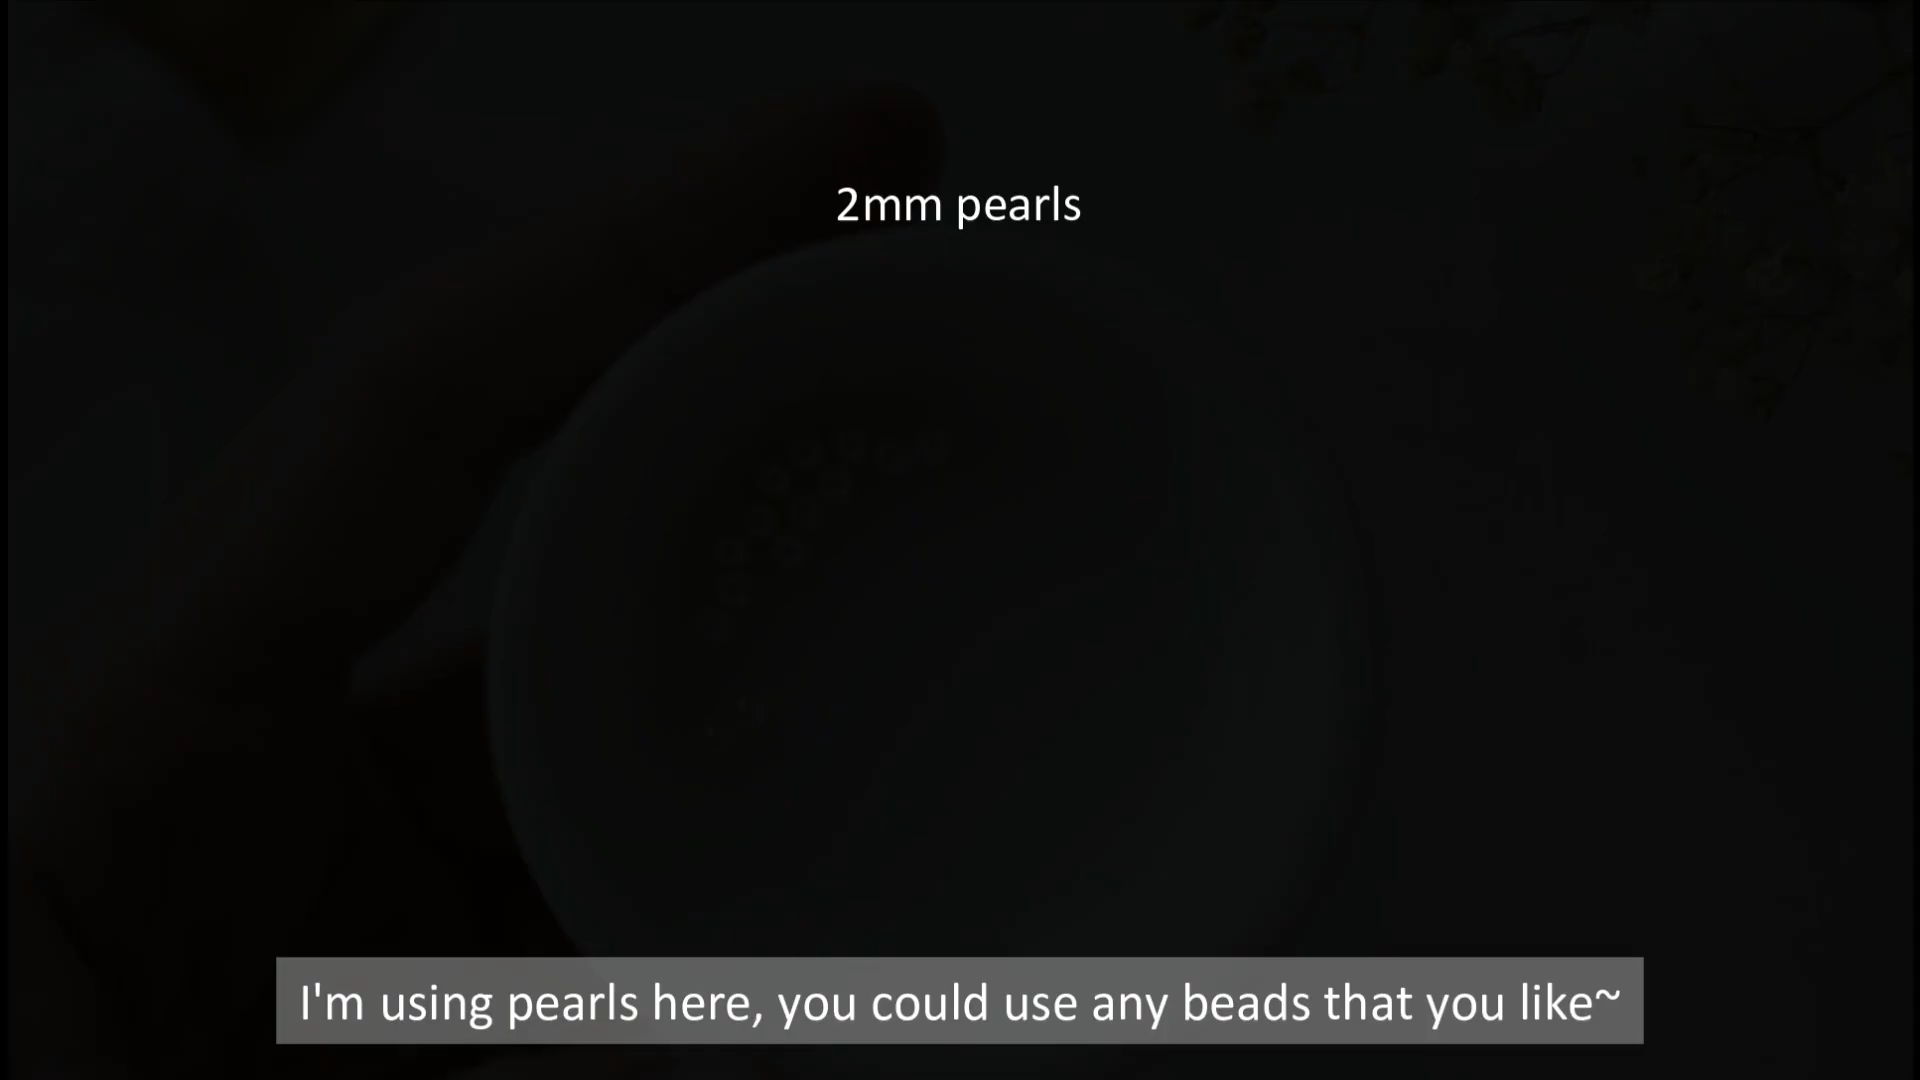 2mm pearls
I'm using pearls here, you could use any beads that you like~